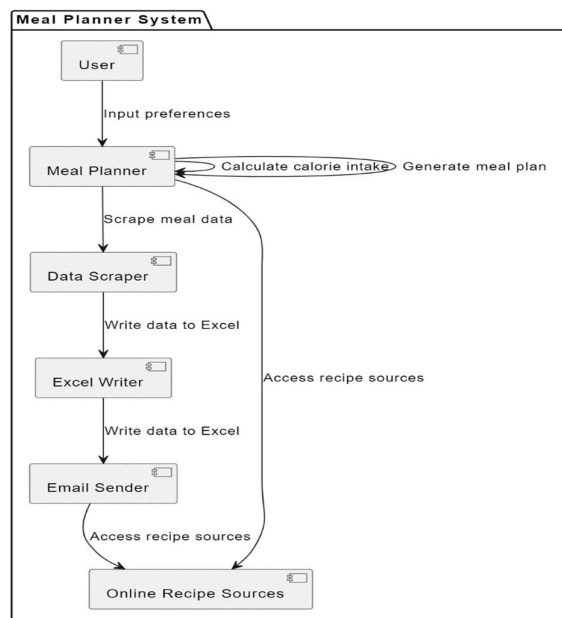 Meal Planner System
User
Input preferences
Meal Planner
Calculate calorie intake
Generate meal plan
Scrape meal data
Data Scraper
Write data to Excel
Excel Writer
Access recipe sources
Write data to Excel
Email Sender
Access recipe sources
Online Recipe Sources